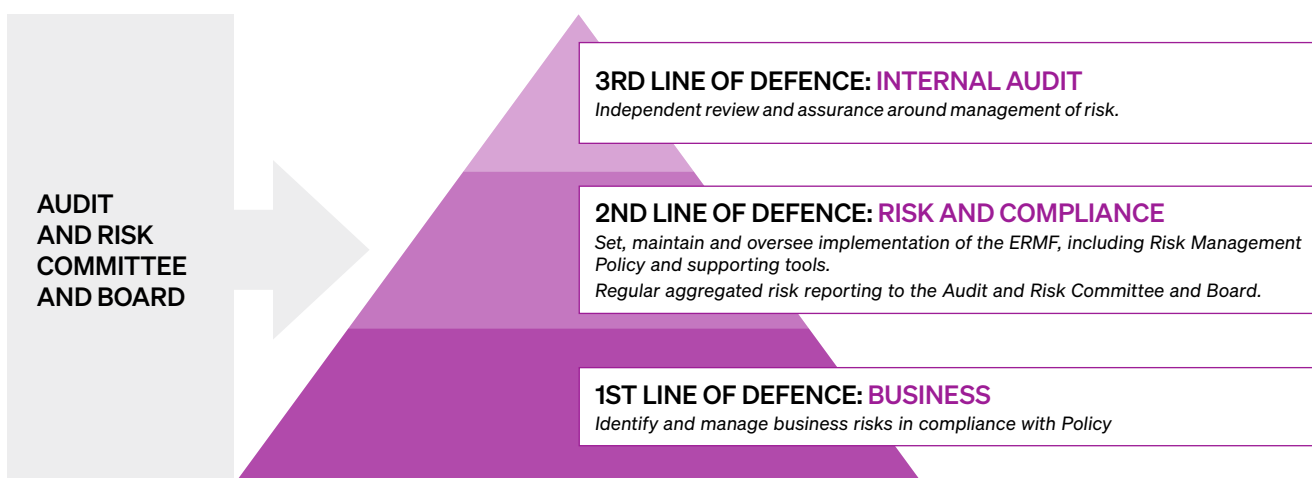 AUDIT
AND RISK
COMMITTEE
AND BOARD
3RD LINE OF DEFENCE: INTERNAL AUDIT
Independent review and assurance around management of risk.
2ND LINE OF DEFENCE: RISK AND COMPLIANCE
Set, maintain and oversee implementation of the ERMF, including Risk Management
Policy and supporting tools.
Regular aggregated risk reporting to the Audit and Risk Committee and Board.
1ST LINE OF DEFENCE: BUSINESS
Identify and manage business risks in compliance with Policy